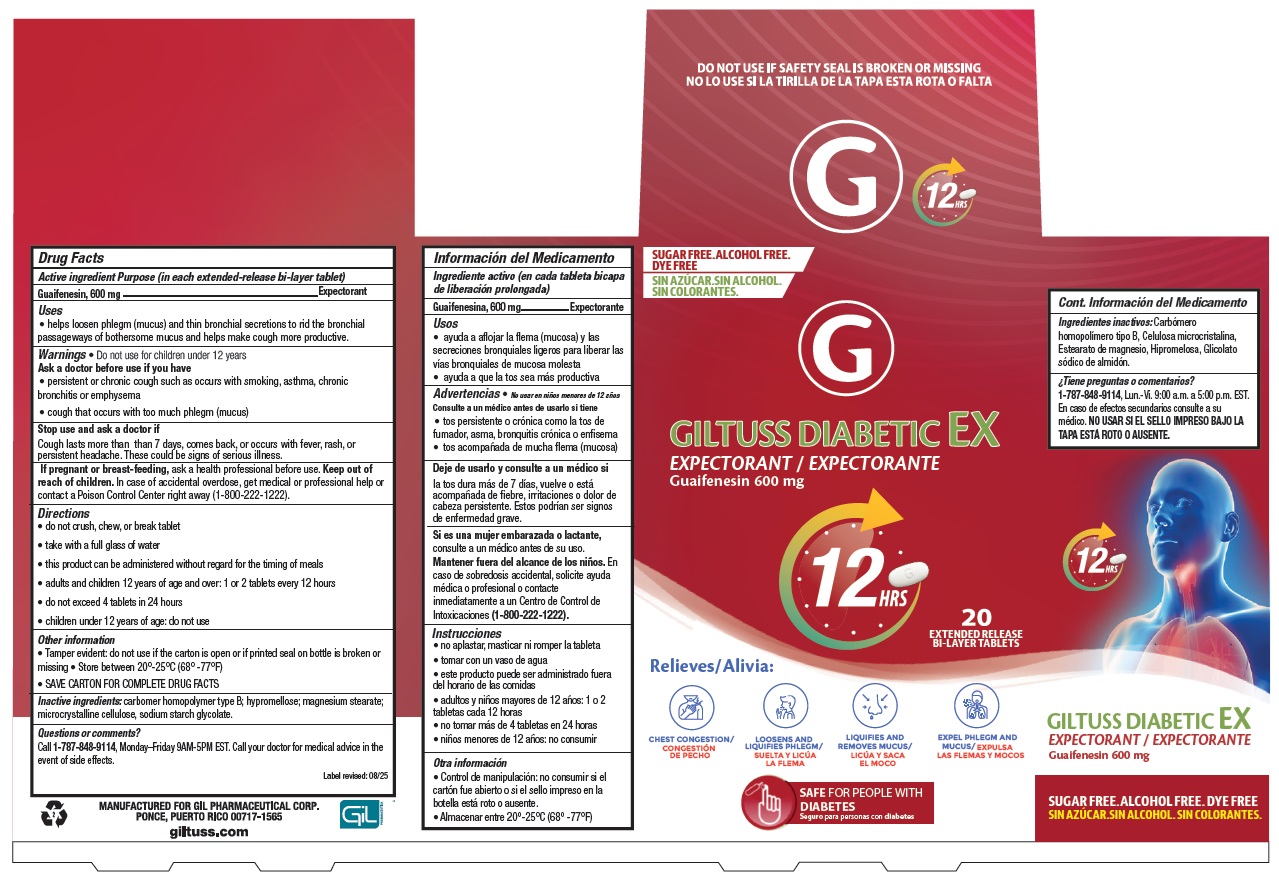 Drug Facts
Active ingredient Purpose (in each extended-release bi-layer tablet)
Guaifenesin, 600 mg Expectorant
Uses
• helps loosen phlegm (mucus) and thin bronchial secretions to rid the bronchial
passageways of bothersome mucus and helps make cough more productive.
Warnings • Do not use for children under 12 years
Ask a doctor before use if you have
• persistent or chronic cough such as occurs with smoking, asthma, chronic
bronchitis or emphysema
• cough that occurs with too much phlegm (mucus)
Stop use and ask a doctor if
Cough lasts more than than 7 days, comes back, or occurs with fever, rash, or
persistent headache. These could be signs of serious illness.
If pregnant or breast-feeding, ask a health professional before use. Keep out of
reach of children. In case of accidental overdose, get medical or professional help or
contact a Poison Control Center right away (1-800-222-1222).
Directions
• do not crush, chew, or break tablet
• take with a full glass of water
• this product can be administered without regard for the timing of meals
• adults and children 12 years of age and over: 1 or 2 tablets every 12 hours
• do not exceed 4 tablets in 24 hours
• children under 12 years of age: do not use
Other information
• Tamper evident: do not use if the carton is open or if printed seal on bottle is broken or
missing • Store between 20º-25ºC (68º -77ºF)
• SAVE CARTON FOR COMPLETE DRUG FACTS
Inactive ingredients: carbomer homopolymer type B; hypromellose; magnesium stearate;
microcrystalline cellulose, sodium starch glycolate.
Questions or comments?
Call 1-787-848-9114, Monday–Friday 9AM-5PM EST. Call your doctor for medical advice in the
event of side effects.
Label revised: 08/25
MANUFACTURED FOR GIL PHARMACEUTICAL CORP.
PONCE, PUERTO RICO 00717-1565
giltuss.com
GiL
Información del Medicamento
Ingrediente activo (en cada tableta bicapa
de liberación prolongada)
Guaifenesina, 600 mg Expectorante
Usos
• ayuda a aflojar la flema (mucosa) y las
secreciones bronquiales ligeros para liberar las
vías bronquiales de mucosa molesta
• ayuda a que la tos sea más productiva
Advertencias • No usar en niños menores de 12 años
Consulte a un médico antes de usarlo si tiene
• tos persistente o crónica como la tos de
fumador, asma, bronquitis crónica o enfisema
• tos acompañada de mucha flema (mucosa)
Deje de usarlo y consulte a un médico si
la tos dura más de 7 días, vuelve o está
acompañada de fiebre, irritaciones o dolor de
cabeza persistente. Estos podrían ser signos
de enfermedad grave.
Si es una mujer embarazada o lactante,
consulte a un médico antes de su uso.
Mantener fuera del alcance de los niños. En
caso de sobredosis accidental, solicite ayuda
médica o profesional o contacte
inmediatamente a un Centro de Control de
Intoxicaciones (1-800-222-1222).
Instrucciones
• no aplastar, masticar ni romper la tableta
• tomar con un vaso de agua
• este producto puede ser administrado fuera
del horario de las comidas
• adultos y niños mayores de 12 años: 1 o 2
tabletas cada 12 horas
• no tomar más de 4 tabletas en 24 horas
• niños menores de 12 años: no consumir
Otra información
• Control de manipulación: no consumir si el
cartón fue abierto o si el sello impreso en la
botella está roto o ausente.
• Almacenar entre 20º-25ºC (68º -77ºF)
DO NOT USE IF SAFETY SEAL IS BROKEN OR MISSING
NO LO USE SI LA TIRILLA DE LA TAPA ESTA ROTA O FALTA
G
12 HRS
SUGAR FREE. ALCOHOL FREE.
DYE FREE
SIN AZÚCAR.SIN ALCOHOL.
SIN COLORANTES.
G
GILTUSS DIABETIC EX
EXPECTORANT / EXPECTORANTE
Guaifenesin 600 mg
12 HRS
20
EXTENDED RELEASE
BI-LAYER TABLETS
Relieves/Alivia:
CHEST CONGESTION/
CONGESTIÓN
DE PECHO
LOOSENS AND
LIQUIFIES PHLEGM/
SUELTA Y LICÚA
LA FLEMA
LIQUIFIES AND
REMOVES MUCUS/
LICÚA Y SACA
EL MOCO
EXPEL PHLEGM AND
MUCUS/ EXPULSA
LAS FLEMAS Y MOCOS
SAFE FOR PEOPLE WITH
DIABETES
Seguro para personas con diabetes
Cont. Información del Medicamento
Ingredientes inactivos: Carbómero
homopolímero tipo B, Celulosa microcristalina,
Estearato de magnesio, Hipromelosa, Glicolato
sódico de almidón.
¿Tiene preguntas o comentarios?
1-787-848-9114, Lun.-Vi. 9:00 a.m. a 5:00 p.m. EST.
En caso de efectos secundarios consulte a su
médico. NO USAR SI EL SELLO IMPRESO BAJO LA
TAPA ESTÁ ROTO O AUSENTE.
12 HRS
GILTUSS DIABETIC EX
EXPECTORANT / EXPECTORANTE
Guaifenesin 600 mg
SUGAR FREE. ALCOHOL FREE. DYE FREE
SIN AZÚCAR.SIN ALCOHOL. SIN COLORANTES.